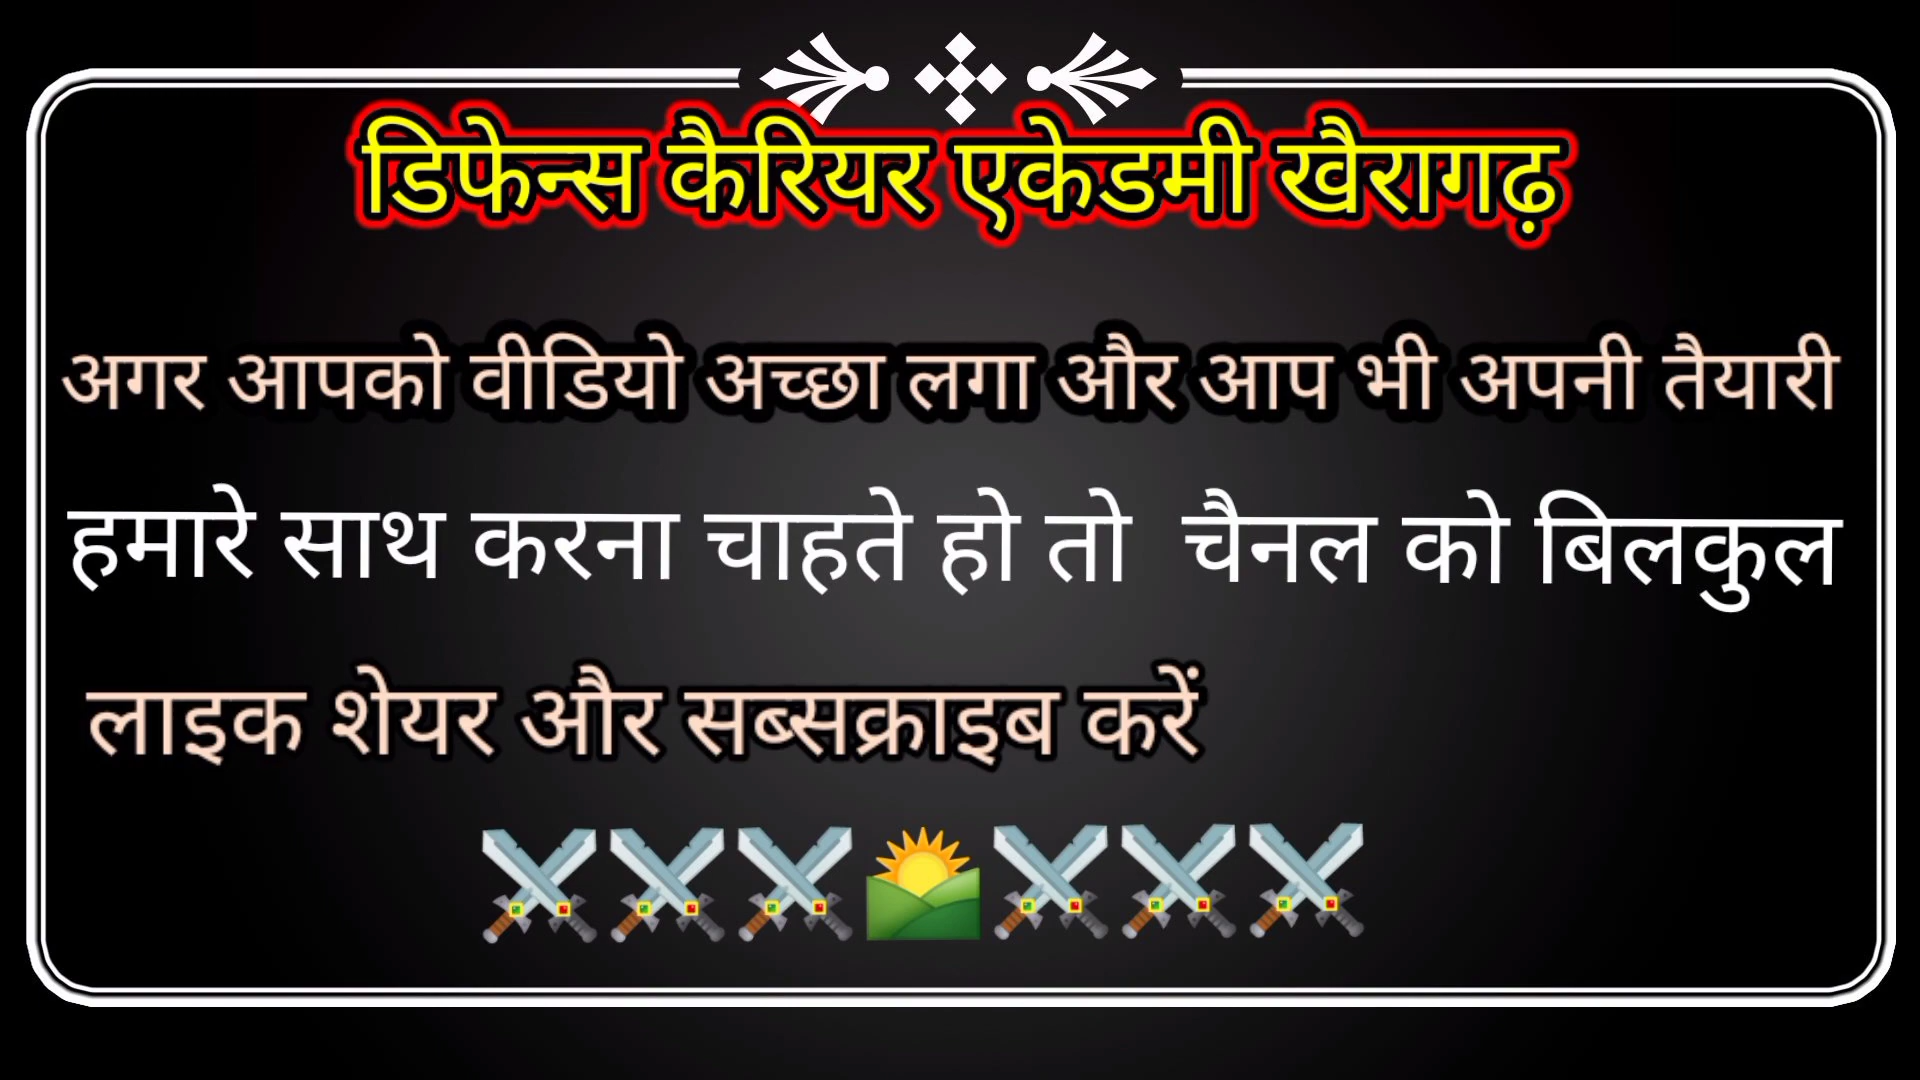 डिफेन्स कैरियर एकेडमी खैरागढ़
अगर आपको वीडियो अच्छा लगा और आप भी अपनी तैयारी
हमारे साथ करना चाहते हो तो चैनल को बिलकुल
लाइक शेयर और सब्सक्राइब करें